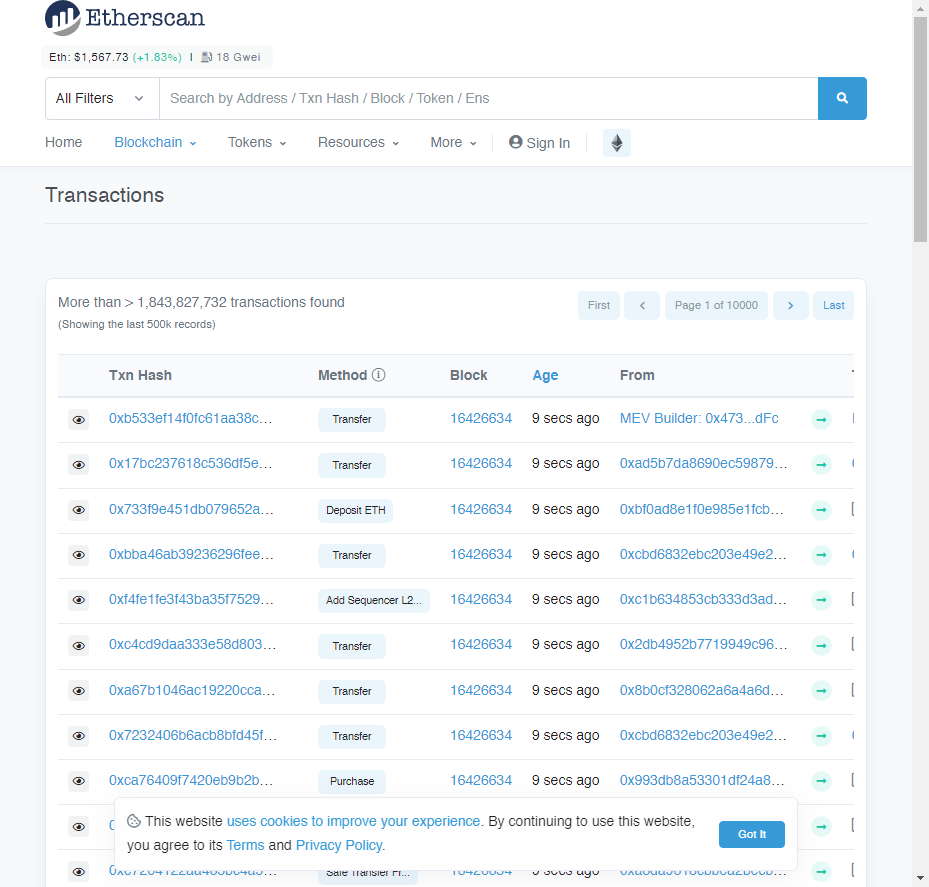 Etherscan
Eth: $1,567.73 (+1.83%) | 18 Gwei
All Filters Search by Address / Txn Hash / Block / Token / Ens
Home Blockchain Tokens Resources More Sign In
Transactions
More than > 1,843,827,732 transactions found
(Showing the last 500k records)
First Page 1 of 10000 Last
Txn Hash Method Block Age From
0xb533ef14f0fc61aa38c... Transfer 16426634 9 secs ago MEV Builder: 0x473...dFc
0x17bc237618c536df5e... Transfer 16426634 9 secs ago 0xad5b7da8690ec59879...
0x733f9e451db079652a... Deposit ETH 16426634 9 secs ago 0xbf0ad8e1f0e985e1fcb...
0xbba46ab39236296fee... Transfer 16426634 9 secs ago 0xcbd6832ebc203e49e2...
0xf4fe1fe3f43ba35f7529... Add Sequencer L2... 16426634 9 secs ago 0xc1b634853cb333d3ad...
0xc4cd9daa333e58d803... Transfer 16426634 9 secs ago 0x2db4952b7719949c96...
0xa67b1046ac19220cca... Transfer 16426634 9 secs ago 0x8b0cf328062a6a4a6d...
0x7232406b6acb8bfd45f... Transfer 16426634 9 secs ago 0xcbd6832ebc203e49e2...
0xca76409f7420eb9b2b... Purchase 16426634 9 secs ago 0x993db8a53301df24a8...
This website uses cookies to improve your experience. By continuing to use this website,
you agree to its Terms and Privacy Policy.
Got It
Safe Transfer Fr... 16426634 9 secs ago